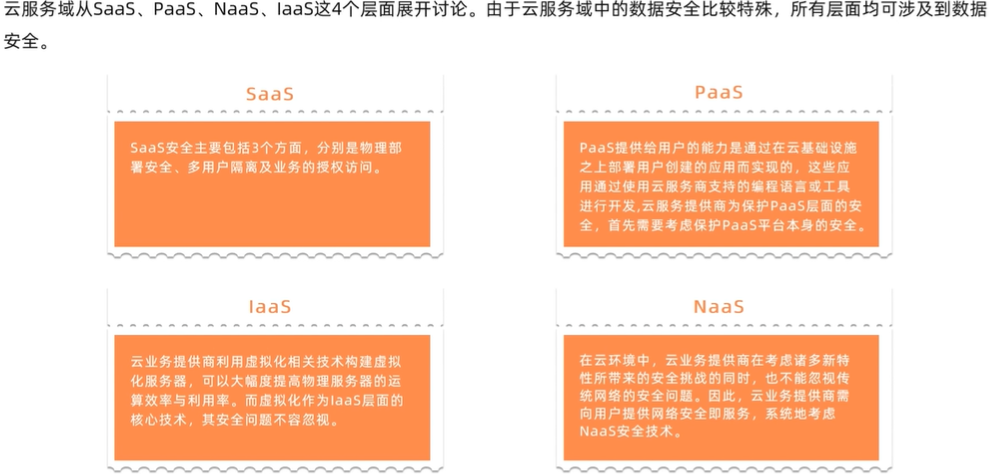 云服务域从SaaS、PaaS、NaaS、IaaS这4个层面展开讨论。由于云服务域中的数据安全比较特殊，所有层面均可涉及到数据
安全。
SaaS
SaaS安全主要包括3个方面，分别是物理部
署安全、多用户隔离及业务的授权访问。
PaaS
PaaS提供给用户的能力是通过在云基础设施
之上部署用户创建的应用而实现的，这些应
用通过使用云服务商支持的编程语言或工具
进行开发,云服务提供商为保护PaaS层面的安
全，首先需要考虑保护PaaS平台本身的安全。
IaaS
云业务提供商利用虚拟化相关技术构建虚拟
化服务器，可以大幅度提高物理服务器的运
算效率与利用率。而虚拟化作为IaaS层面的
核心技术，其安全问题不容忽视。
NaaS
在云环境中，云业务提供商在考虑诸多新特
性所带来的安全挑战的同时，也不能忽视传
统网络的安全问题。因此，云业务提供商需
向用户提供网络安全即服务，系统地考虑
NaaS安全技术。